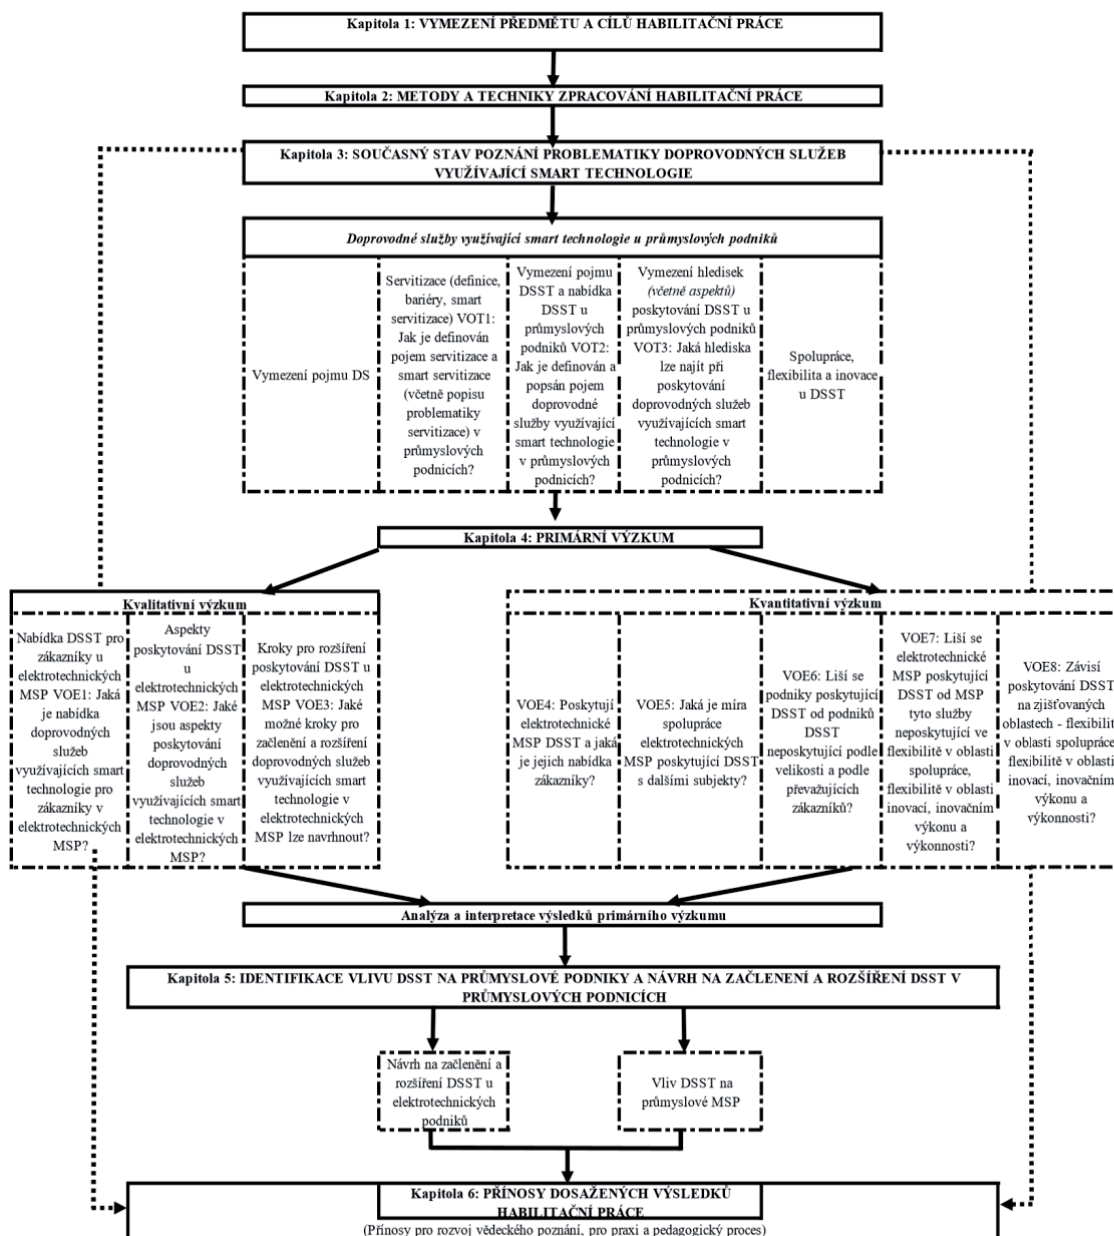 Kapitola 1: VYMEZENÍ PŘEDMĚTU A CÍLŮ HABILITAČNÍ PRÁCE
Kapitola 2: METODY A TECHNIKY ZPRACOVÁNÍ HABILITAČNÍ PRÁCE
Kapitola 3: SOUČASNÝ STAV POZNÁNÍ PROBLEMATIKY DOPROVODNÝCH SLUŽEB
VYUŽÍVAJÍCÍ SMART TECHNOLOGIE
Doprovodné služby využívající smart technologie u průmyslových podniků
Vymezení pojmu DS
Servitizace (definice,
bariéry, smart
servitizace) VOT1:
Jak je definován
pojem servitizace a
smart servitizace
(včetně popisu
problematiky
servitizace) v
průmyslových
podnicích?
Vymezení pojmu
DSST a nabídka
DSST u
průmyslových
podniků VOT2:
Jak je definován a
popsán pojem
doprovodné
služby využívající
smart technologie
v průmyslových
podnicích?
Vymezení hledisek
(včetně aspektů)
poskytování DSST u
průmyslových podniků
VOT3: Jaká hlediska
lze najít při
poskytování
doprovodných služeb
využívajících smart
technologie v
průmyslových
podnicích?
Spolupráce,
flexibilita a inovace
u DSST
Kapitola 4: PRIMÁRNÍ VÝZKUM
Kvalitativní výzkum
Nabídka DSST pro
zákazníky u
elektrotechnických
MSP VOE1: Jaká
je nabídka
doprovodných
služeb
využívajících smart
technologie pro
zákazníky v
elektrotechnických
MSP?
Aspekty
poskytování DSST
u
elektrotechnických
MSP VOE2: Jaké
jsou aspekty
poskytování
doprovodných
služeb
využívajících smart
technologie v
elektrotechnických
MSP?
Kroky pro rozšíření
poskytování DSST u
elektrotechnických
MSP VOE3: Jaké
možné kroky pro
začlenění a rozšíření
doprovodných služeb
využívajících smart
technologie v
elektrotechnických
MSP lze navrhnout?
Kvantitativní výzkum
VOE4: Poskytují
elektrotechnické
MSP DSST a jaká
je jejich nabídka
zákazníky?
VOE5: Jaká je míra
spolupráce
elektrotechnických
MSP poskytující DSST
s dalšími subjekty?
VOE6: Liší se
podniky poskytující
DSST od podniků
DSST
neposkytující podle
velikosti a podle
převažujících
zákazníků?
VOE7: Liší se
elektrotechnické
MSP poskytující
DSST od MSP
tyto služby
neposkytující ve
flexibilitě v oblasti
spolupráce,
flexibilitě v oblasti
inovací, inovačním
výkonu a
výkonnosti?
VOE8: Závisí
poskytování DSST
na zjišťovaných
oblastech - flexibilit
v oblasti spolupráce
flexibilitě v oblasti
inovací, inovačním
výkonu a
výkonnosti?
Analýza a interpretace výsledků primárního výzkumu
Kapitola 5: IDENTIFIKACE VLIVU DSST NA PRŮMYSLOVÉ PODNIKY A NÁVRH NA ZAČLENENÍ A ROZŠÍŘENÍ DSST V
PRŮMYSLOVÝCH PODNICÍCH
Návrh na začlenění a
rozšíření DSST u
elektrotechnických
podniků
Vliv DSST na
průmyslové MSP
Kapitola 6: PŘÍNOSY DOSAŽENÝCH VÝSLEDKŮ
HABILITAČNÍ PRÁCE
(Přínosy pro rozvoj vědeckého poznání, pro praxi a pedagogický proces)